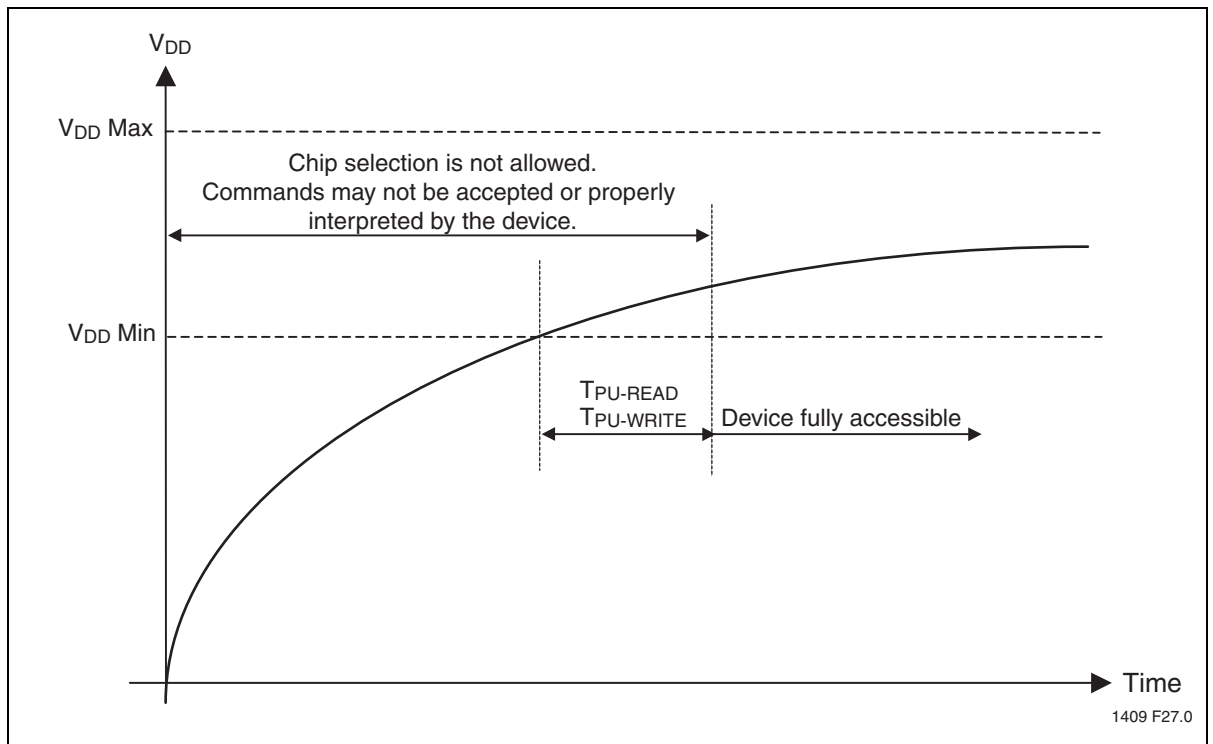 VDD
VDD Max
Chip selection is not allowed.
Commands may not be accepted or properly
interpreted by the device.
VDD Min
TPU-READ
TPU-WRITE
Device fully accessible
Time
1409 F27.0